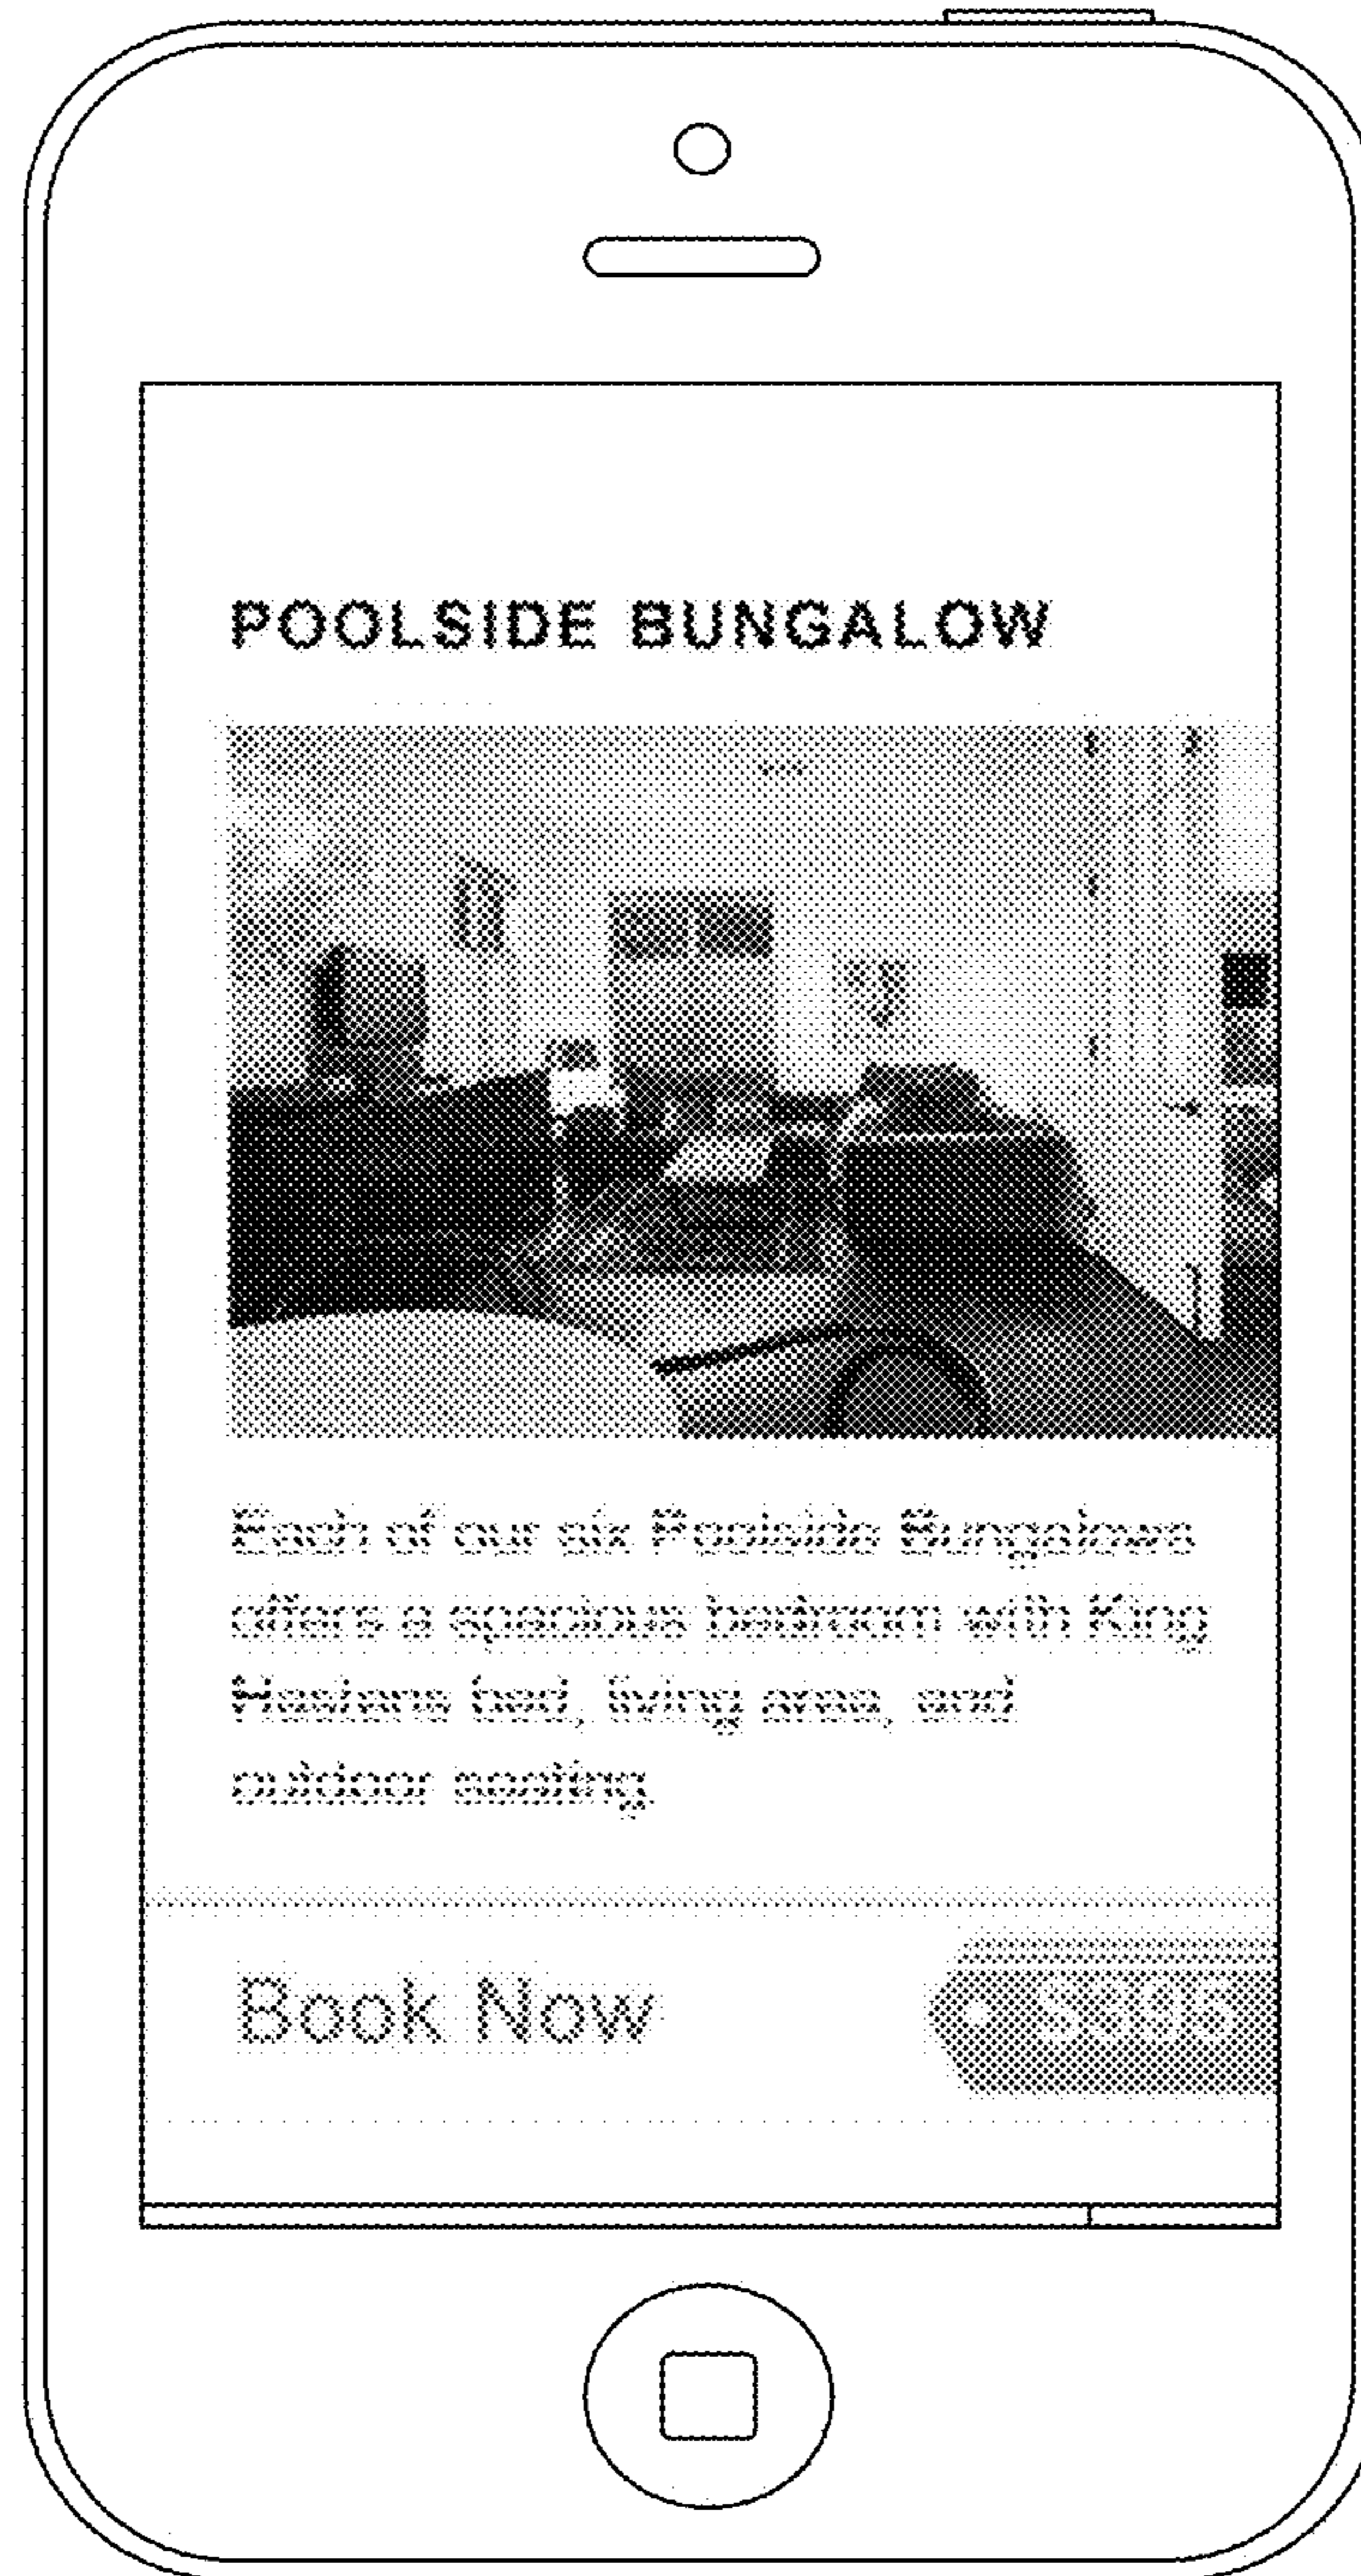 POOLSIDE BUNGALOW
Each of our six Poolside Bungalows
offers a spacious bedroom with King
Hastens bed, living area, and
outdoor seating.
Book Now